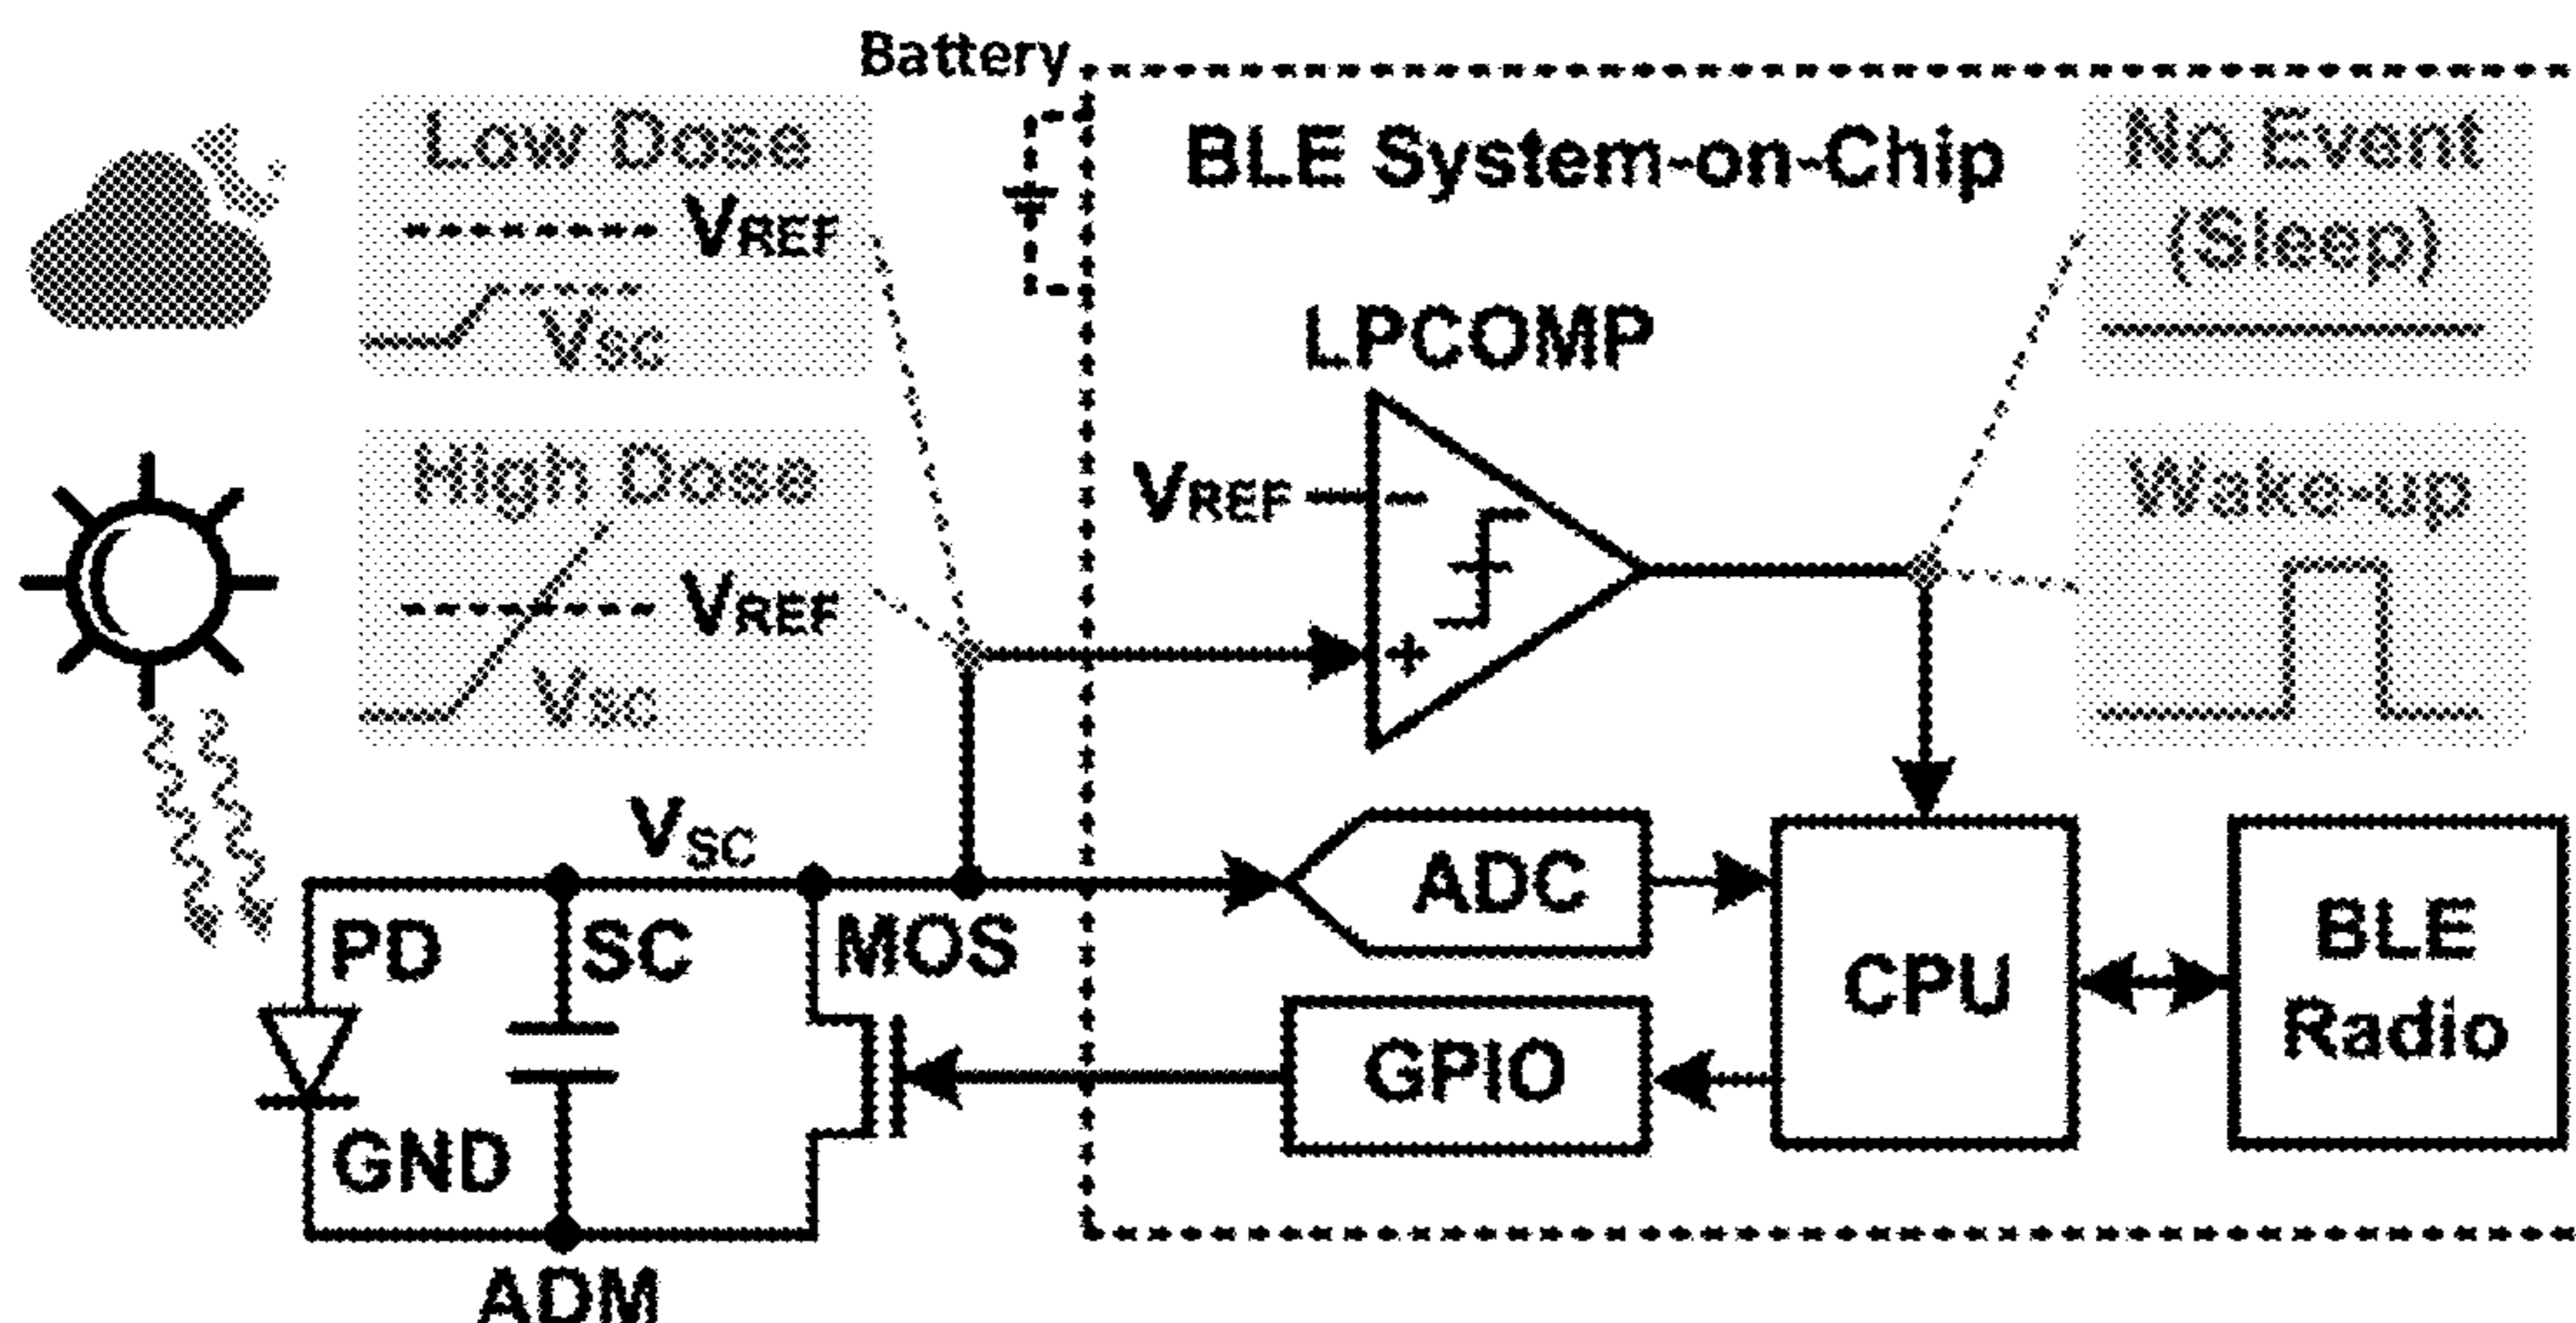 Battery
Low Dose
VREF
VSC
High Dose
VREF
VSC
BLE System-on-Chip
LPCOMP
VREF
−
+
No Event
(Sleep)
Wake-up
VSC
PD
SC
MOS
GND
ADM
ADC
GPIO
CPU
BLE
Radio